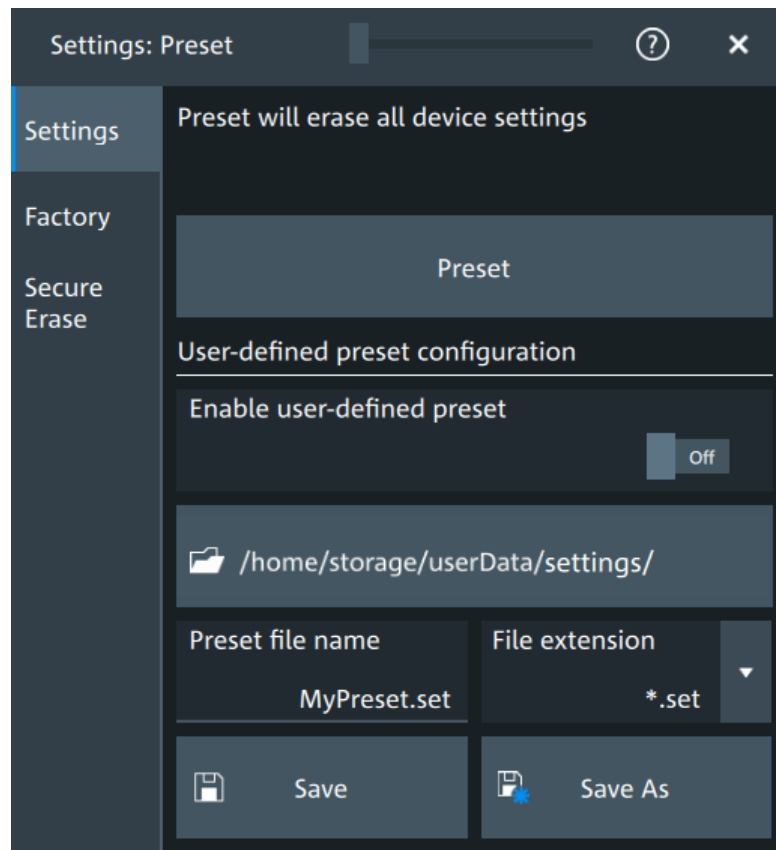 Settings: Preset
?
×
Settings
Factory
Secure
Erase
Preset will erase all device settings
Preset
User-defined preset configuration
Enable user-defined preset
Off
/home/storage/userData/settings/
Preset file name
MyPreset.set
File extension
*.set
Save
Save As